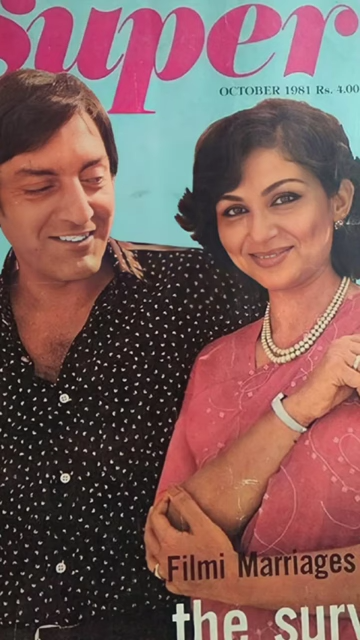 Super
OCTOBER 1981 Rs. 4.00
Filmi Marriages
the surv